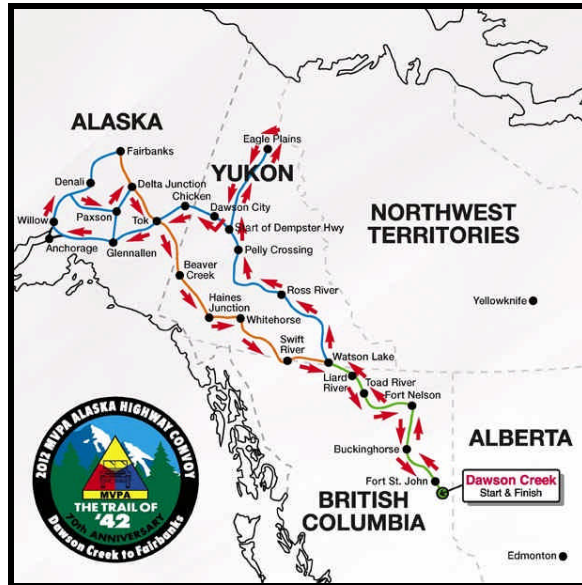 ALASKA
Fairbanks
Denali
Delta Junction
Willow
Paxson
Tok
Anchorage
Glennallen
Chicken
Dawson City
Eagle Plains
YUKON
Start of Dempster Hwy
Pelly Crossing
Beaver
Creek
Ross River
Haines
Junction
Whitehorse
Swift
River
Watson Lake
Liard
River
Toad River
Fort Nelson
Buckinghorse
Fort St. John
NORTHWEST
TERRITORIES
Yellowknife
ALBERTA
BRITISH
COLUMBIA
Dawson Creek
Start & Finish
Edmonton
2012 MVPA ALASKA HIGHWAY CONVOY
MVPA
THE TRAIL OF
'42
70th ANNIVERSARY
Dawson Creek to Fairbanks